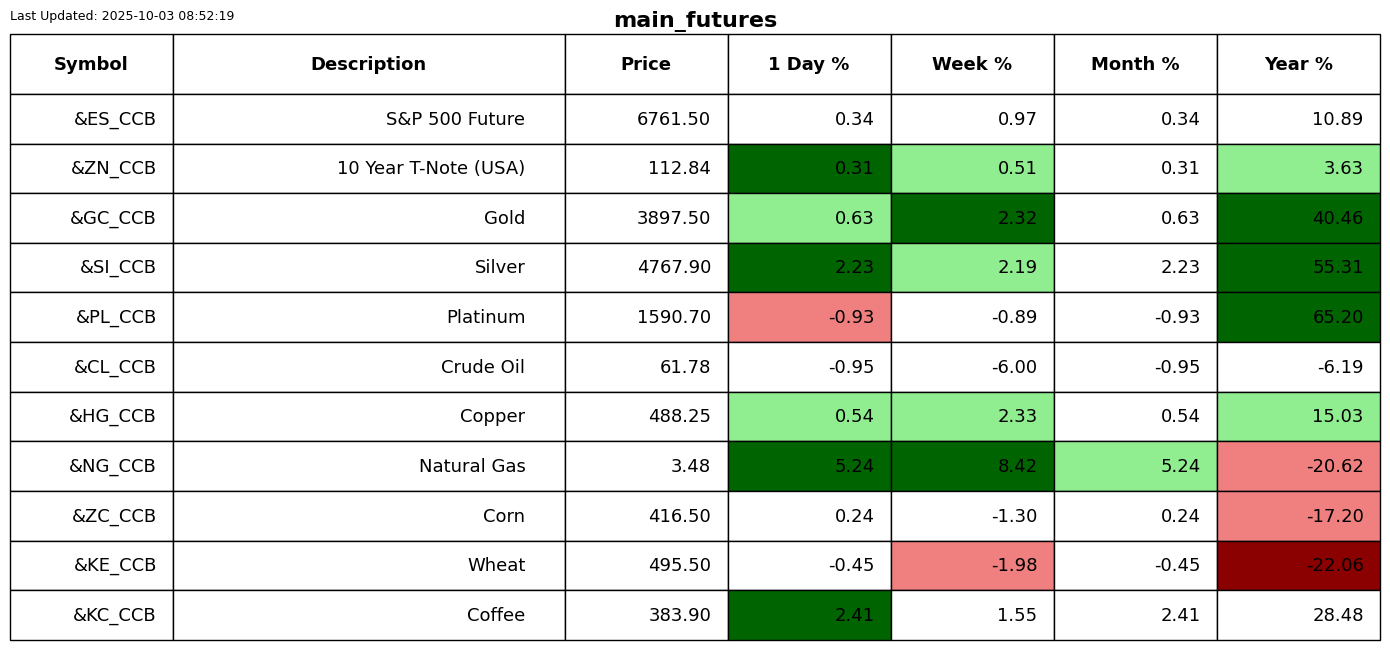 Last Updated: 2025-10-03 08:52:19
main_futures
Symbol Description Price 1 Day % Week % Month % Year %
&ES_CCB S&P 500 Future 6761.50 0.34 0.97 0.34 10.89
&ZN_CCB 10 Year T-Note (USA) 112.84 0.31 0.51 0.31 3.63
&GC_CCB Gold 3897.50 0.63 2.32 0.63 40.46
&SI_CCB Silver 4767.90 2.23 2.19 2.23 55.31
&PL_CCB Platinum 1590.70 -0.93 -0.89 -0.93 65.20
&CL_CCB Crude Oil 61.78 -0.95 -6.00 -0.95 -6.19
&HG_CCB Copper 488.25 0.54 2.33 0.54 15.03
&NG_CCB Natural Gas 3.48 5.24 8.42 5.24 -20.62
&ZC_CCB Corn 416.50 0.24 -1.30 0.24 -17.20
&KE_CCB Wheat 495.50 -0.45 -1.98 -0.45 -22.06
&KC_CCB Coffee 383.90 2.41 1.55 2.41 28.48